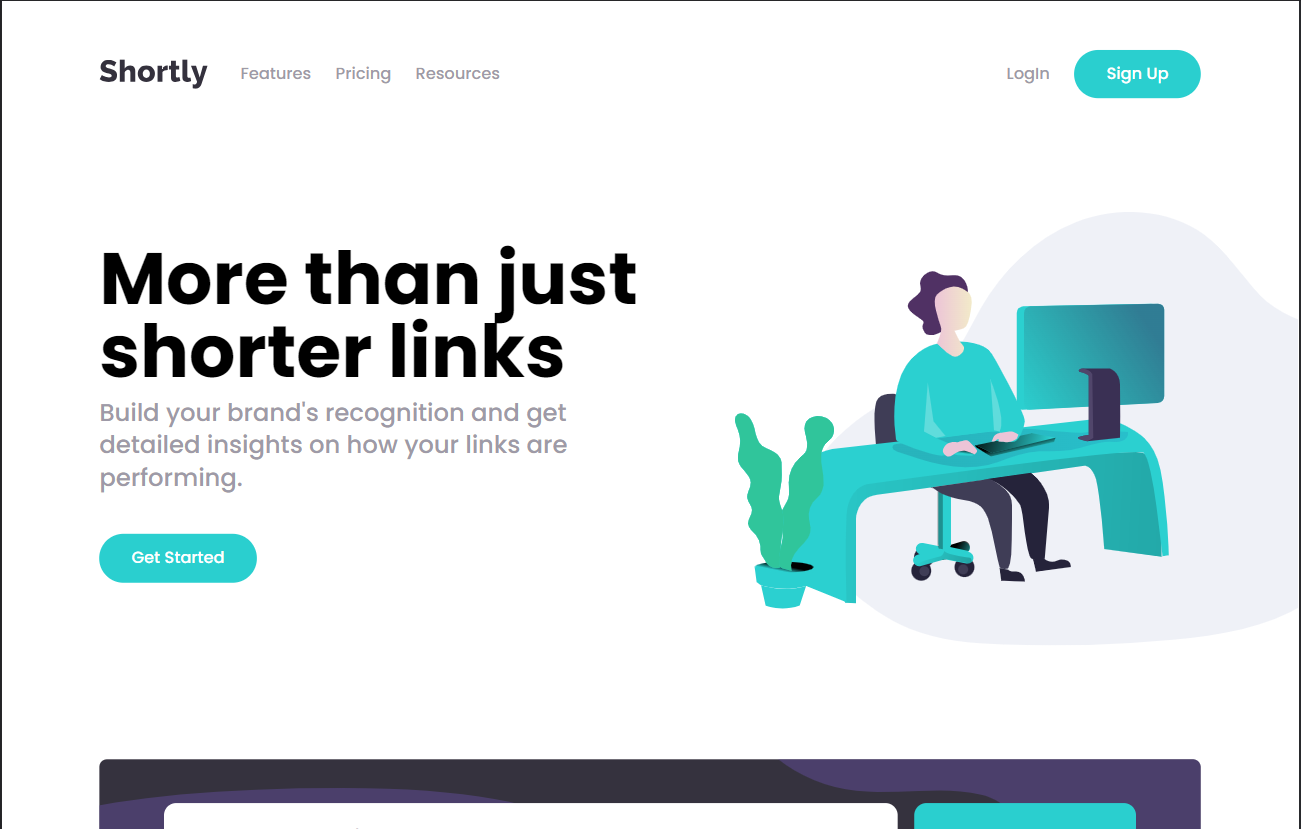 Shortly
Features
Pricing
Resources
LogIn
Sign Up
More than just
shorter links
Build your brand's recognition and get
detailed insights on how your links are
performing.
Get Started